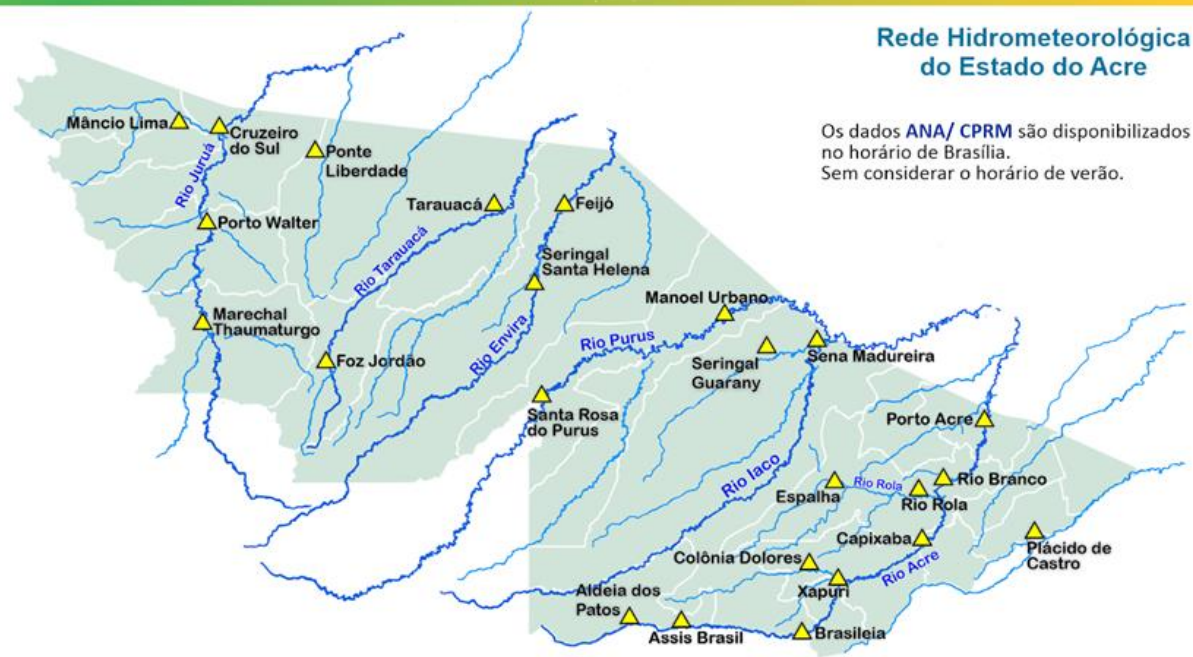 Rede Hidrometeorológica
do Estado do Acre
Os dados ANA/ CPRM são disponibilizados
no horário de Brasília.
Sem considerar o horário de verão.
Mâncio Lima
Cruzeiro
do Sul
Ponte
Liberdade
Rio Juruá
Porto Walter
Tarauacá
Feijó
Rio Tarauacá
Seringal
Santa Helena
Marechal
Thaumaturgo
Foz Jordão
Rio Envira
Manoel Urbano
Rio Purus
Seringal
Guarany
Sena Madureira
Santa Rosa
do Purus
Porto Acre
Rio Iaco
Espalha
Rio Rola
Rio Rola
Rio Branco
Capixaba
Plácido de
Castro
Colônia Dolores
Rio Acre
Xapuri
Aldeia dos
Patos
Assis Brasil
Brasileia